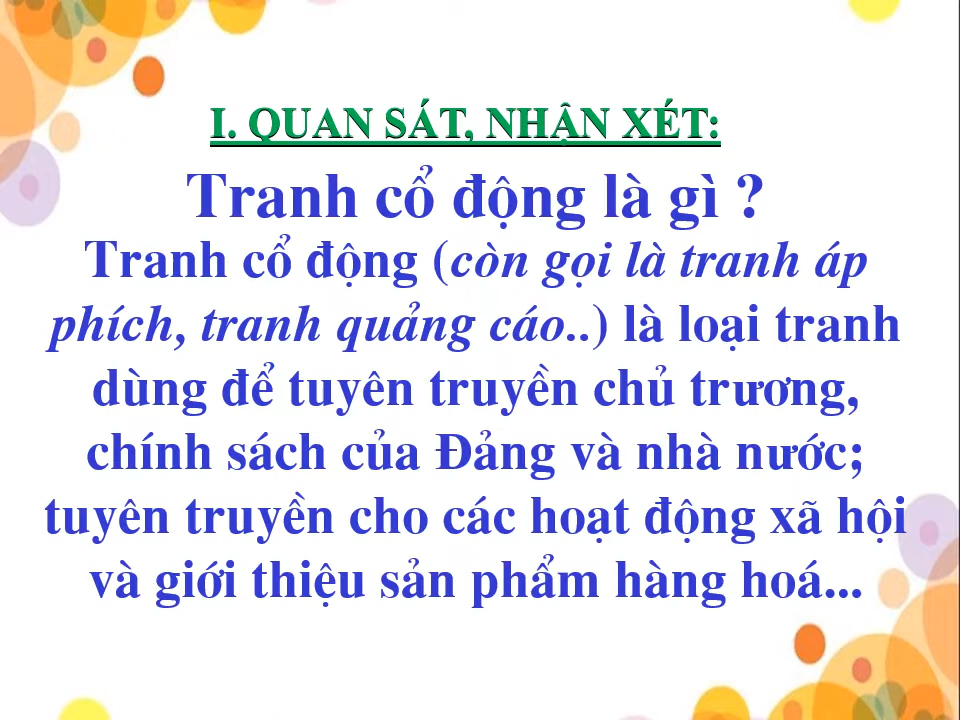 I. QUAN SÁT, NHẬN XÉT:
Tranh cổ động là gì ?
Tranh cổ động (còn gọi là tranh áp
phích, tranh quảng cáo..) là loại tranh
dùng để tuyên truyền chủ trương,
chính sách của Đảng và nhà nước;
tuyên truyền cho các hoạt động xã hội
và giới thiệu sản phẩm hàng hoá...